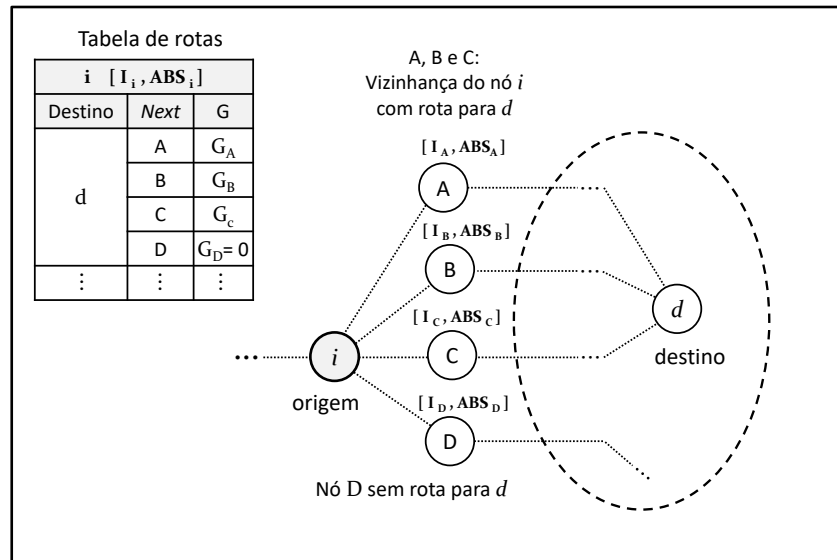 Tabela de rotas
i [I_i, ABS_i]
Destino Next G
d
A G_A
B G_B
C G_c
D G_D= 0
⋮ ⋮ ⋮
A, B e C:
Vizinhança do nó i
com rota para d
[I_A, ABS_A]
A ...
[I_B, ABS_B]
B ...
[I_C, ABS_C]
C ...
[I_D, ABS_D]
D
... i
origem
d
destino
Nó D sem rota para d